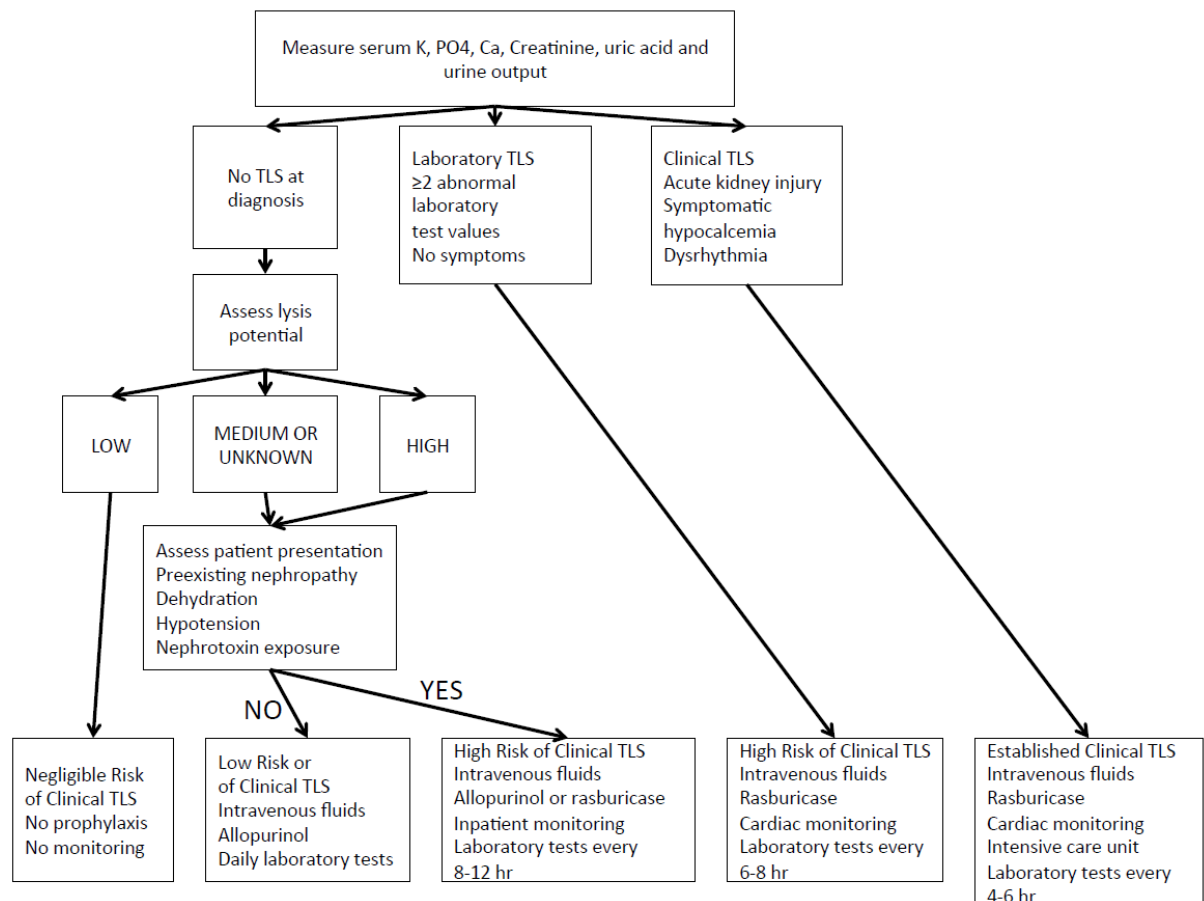 Measure serum K, PO4, Ca, Creatinine, uric acid and
urine output
No TLS at
diagnosis
Laboratory TLS
≥2 abnormal
laboratory
test values
No symptoms
Clinical TLS
Acute kidney injury
Symptomatic
hypocalcemia
Dysrhythmia
Assess lysis
potential
LOW
MEDIUM OR
UNKNOWN
HIGH
Assess patient presentation
Preexisting nephropathy
Dehydration
Hypotension
Nephrotoxin exposure
NO
YES
Negligible Risk
of Clinical TLS
No prophylaxis
No monitoring
Low Risk or
of Clinical TLS
Intravenous fluids
Allopurinol
Daily laboratory tests
High Risk of Clinical TLS
Intravenous fluids
Allopurinol or rasburicase
Inpatient monitoring
Laboratory tests every
8-12 hr
High Risk of Clinical TLS
Intravenous fluids
Rasburicase
Cardiac monitoring
Laboratory tests every
6-8 hr
Established Clinical TLS
Intravenous fluids
Rasburicase
Cardiac monitoring
Intensive care unit
Laboratory tests every
4-6 hr